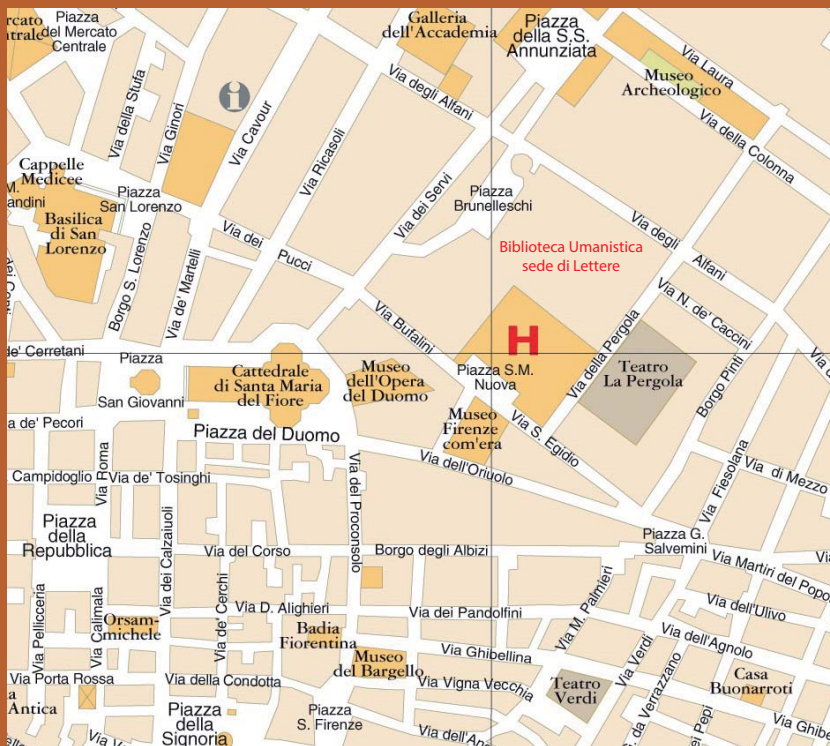 Piazza
del Mercato
Centrale
Galleria
dell'Accademia
Piazza
della S.S.
Annunziata
Via Laura
Museo
Archeologico
Via della Colonna
Via degli Alfani
Via della Stufa
Via Ginori
i
Via Cavour
Via Ricasoli
Via dei Servi
Cappelle
Medicee
Piazza
San Lorenzo
Basilica
di San
Lorenzo
Piazza
Brunelleschi
Biblioteca Umanistica
sede di Lettere
Via degli
Alfani
Via dei
Pucci
Borgo S. Lorenzo
Via de' Martelli
Via Bufalini
H
Via della Pergola
Via N. de' Caccini
Borgo Pinti
Teatro
La Pergola
de' Cerretani
Piazza
San Giovanni
Cattedrale
di Santa Maria
del Fiore
Museo
dell'Opera
del Duomo
Piazza S.M.
Nuova
Museo
Firenze
com'era
Via S. Egidio
Piazza del Duomo
Via dell'Oriuolo
a de' Pecori
Via Roma
Campidoglio
Via de' Tosinghi
Via del Proconsolo
Via Fiesolana
Via di Mezzo
Piazza
della
Repubblica
Via dei Calzaiuoli
Via del Corso
Borgo degli Albizi
Piazza G.
Salvemini
Via Martiri del Popo
Via dell'Ulivo
Via Pellicceria
Via Calimala
Orsam-
michele
Via de' Cerchi
Via D. Alighieri
Via dei Pandolfini
Via M. Palmieri
Via dell'Agnolo
Badia
Fiorentina
Via Ghibellina
Museo
del Bargello
Via Verdi
Via Porta Rossa
Via della Condotta
Via Vigna Vecchia
Teatro
Verdi
Casa
Buonarroti
Antica
Piazza
della
Signoria
Piazza
S. Firenze
Via dell'An
. da Verrazzano
ei Pepi
Via Ghibe